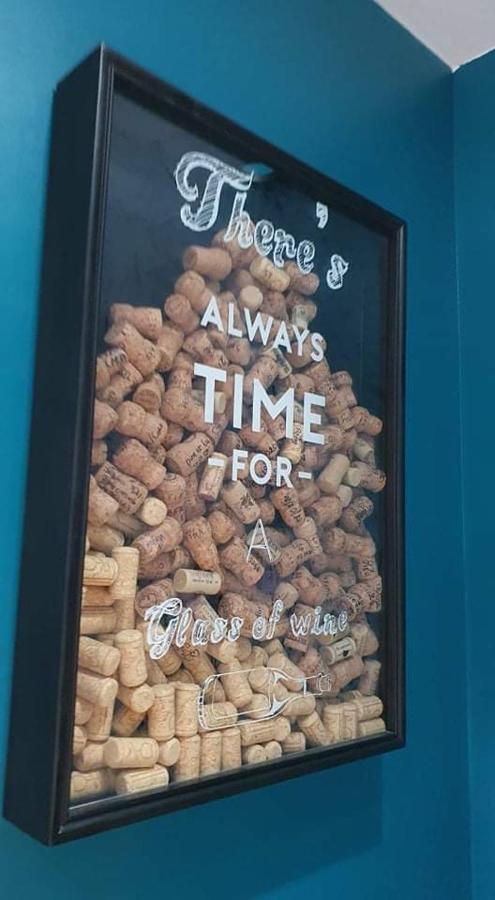 There's
ALWAYS
TIME
-FOR-
A
Glass of wine